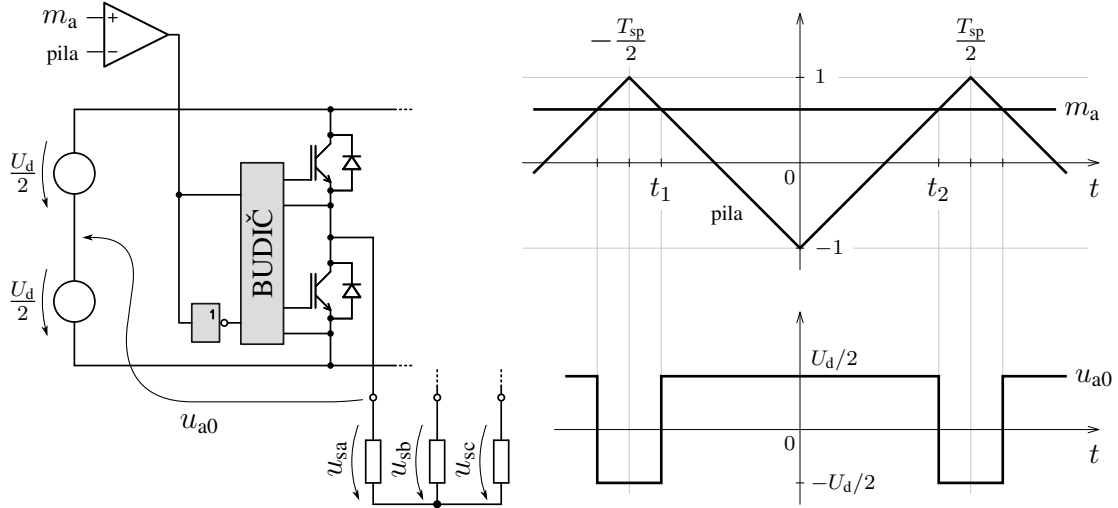 m_a
+
pila
−
U_d/2
U_d/2
BUDIČ
1
u_a0
u_sa
u_sb
u_sc
−T_sp/2
T_sp/2
1
m_a
0
t_1
t_2
t
pila
−1
U_d/2
u_a0
0
t
−U_d/2